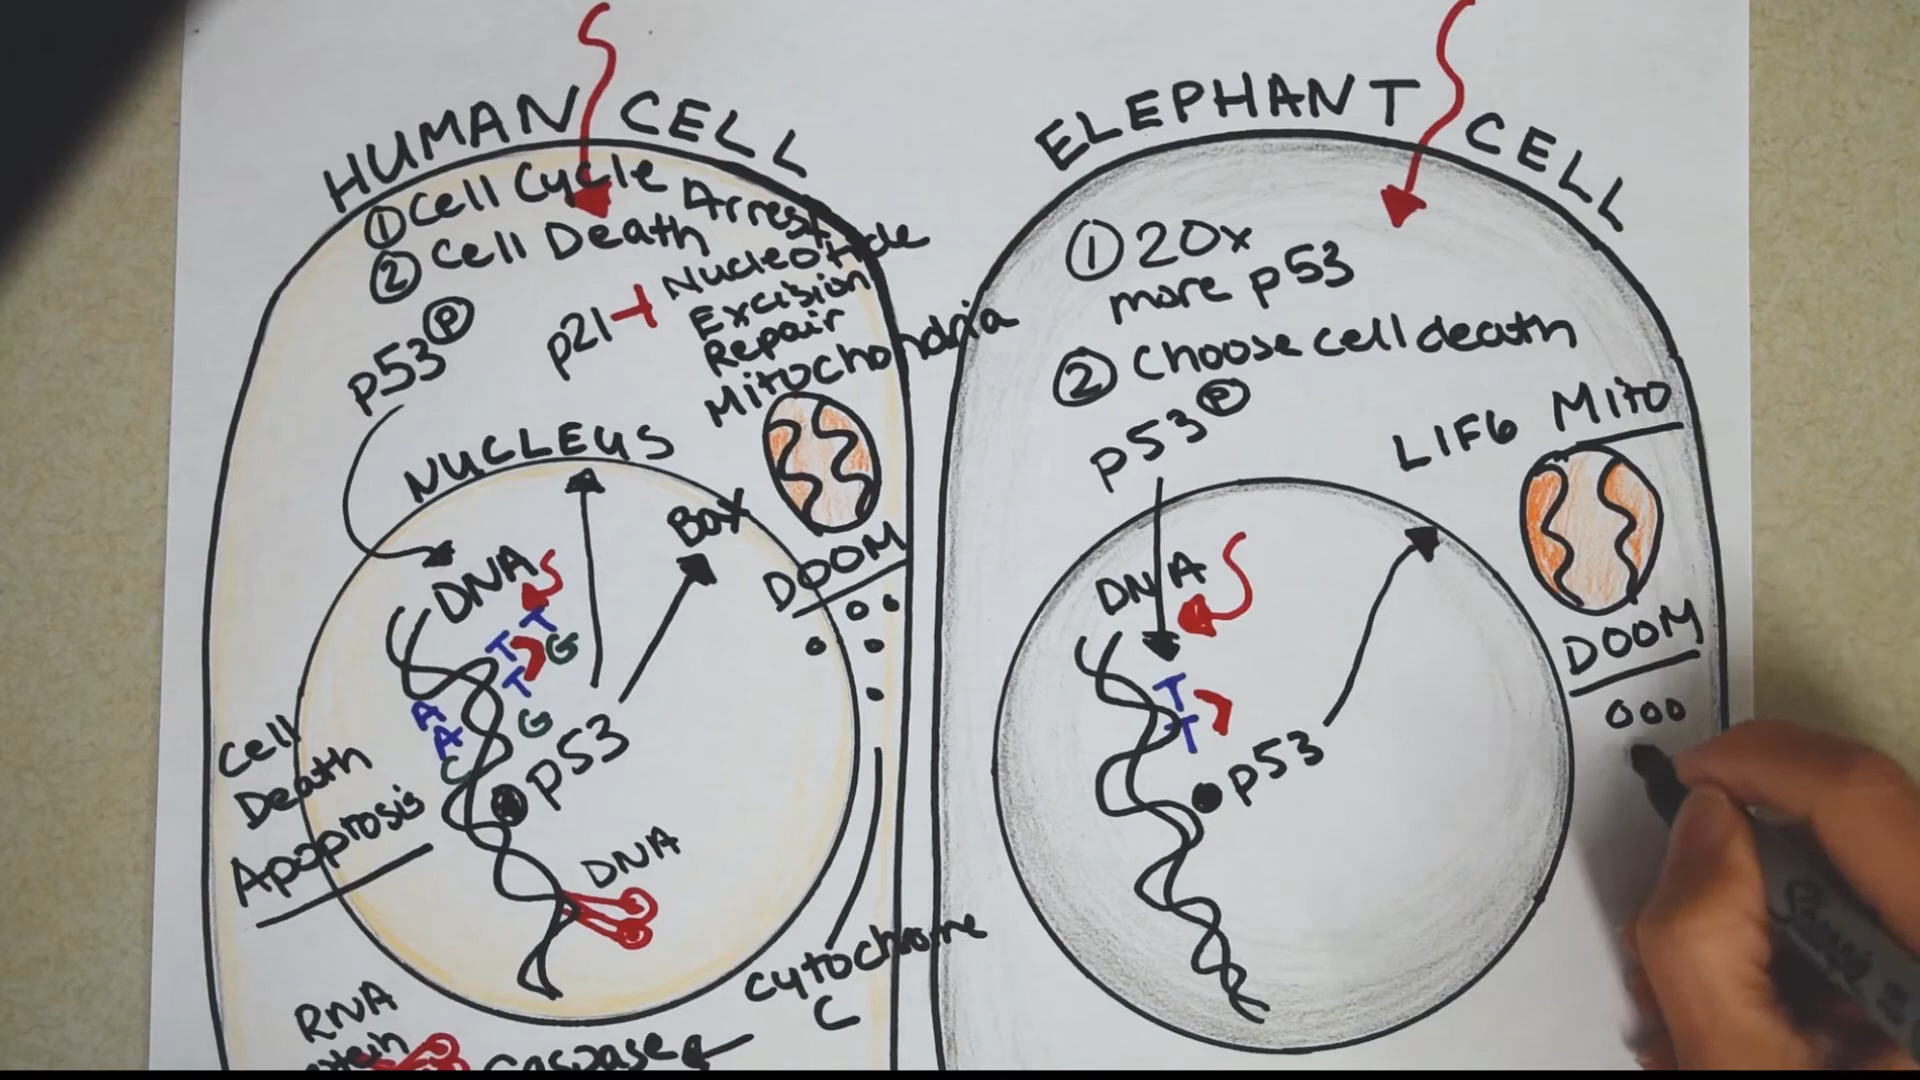 HUMAN CELL
① Cell Cycle Arrest
② Cell Death
p53 Ⓟ
p21
Nucleotide
Excision
Repair
Mitochondria
NUCLEUS
Bax
DOOM
DNA
T
T G
T
A G
A
C
p53
Cell
Death
Apoptosis
DNA
Cytochrome
C
RNA
Caspase
ELEPHANT CELL
① 20x
more p53
② Choose cell death
p53 Ⓟ
LIF6 Mito
DOOM
DNA
T
T
p53
Sharpie